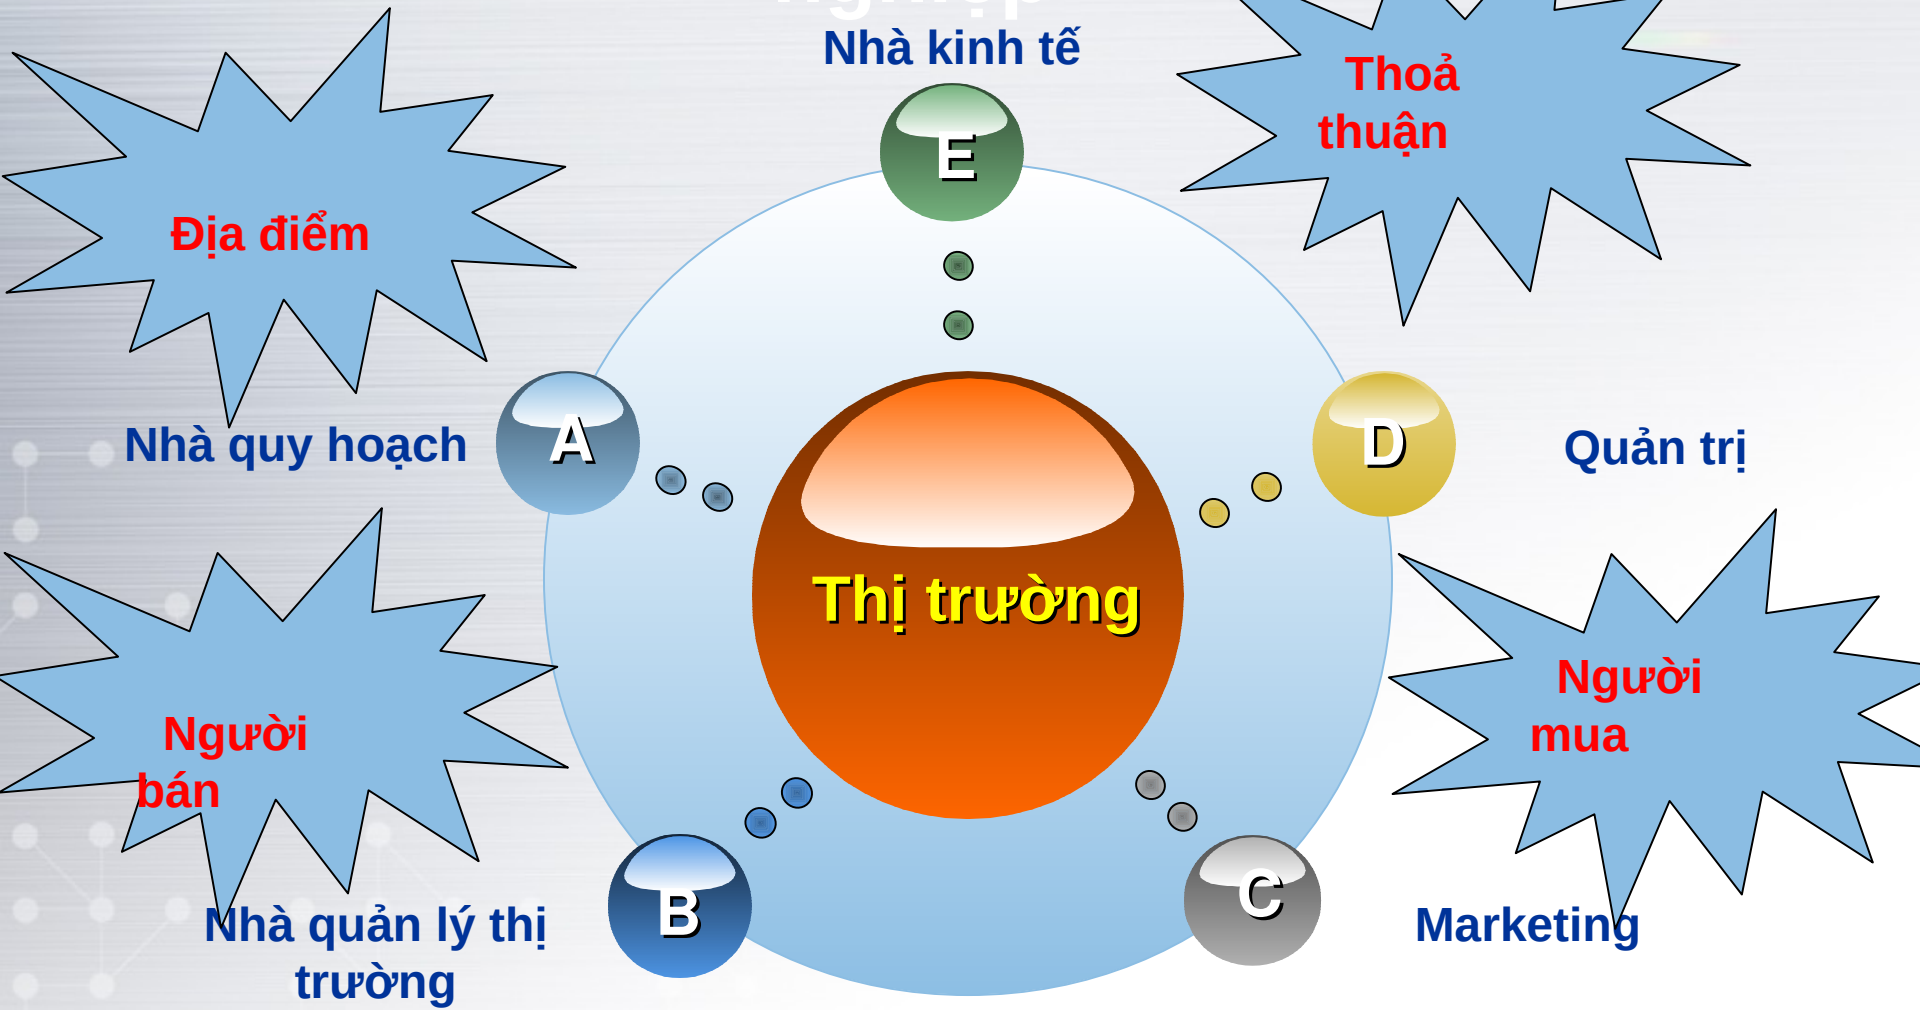 Nhà kinh tế
Thoả
thuận
E
Địa điểm
Nhà quy hoạch
A
D
Quản trị
Thị trường
Người
mua
Người
bán
B
C
Nhà quản lý thị
trường
Marketing